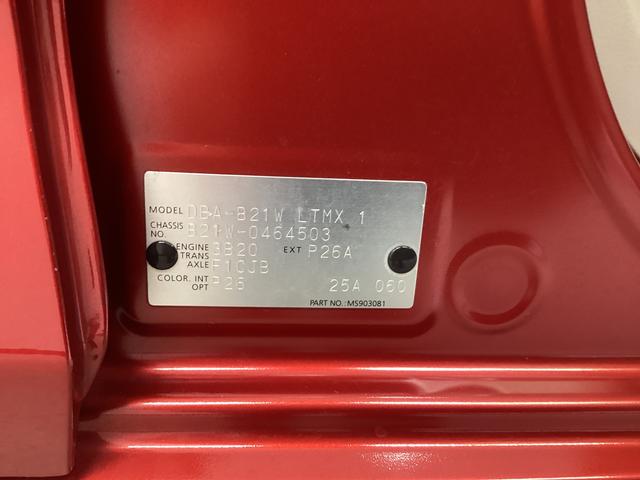 MODEL DBA-B21W LTMX 1
CHASSIS NO. B21W-0464503
ENGINE 3B20 EXT P26A
TRANS AXLE F1CJB
COLOR. INT P26 25A 060
OPT
PART NO.: MS903081